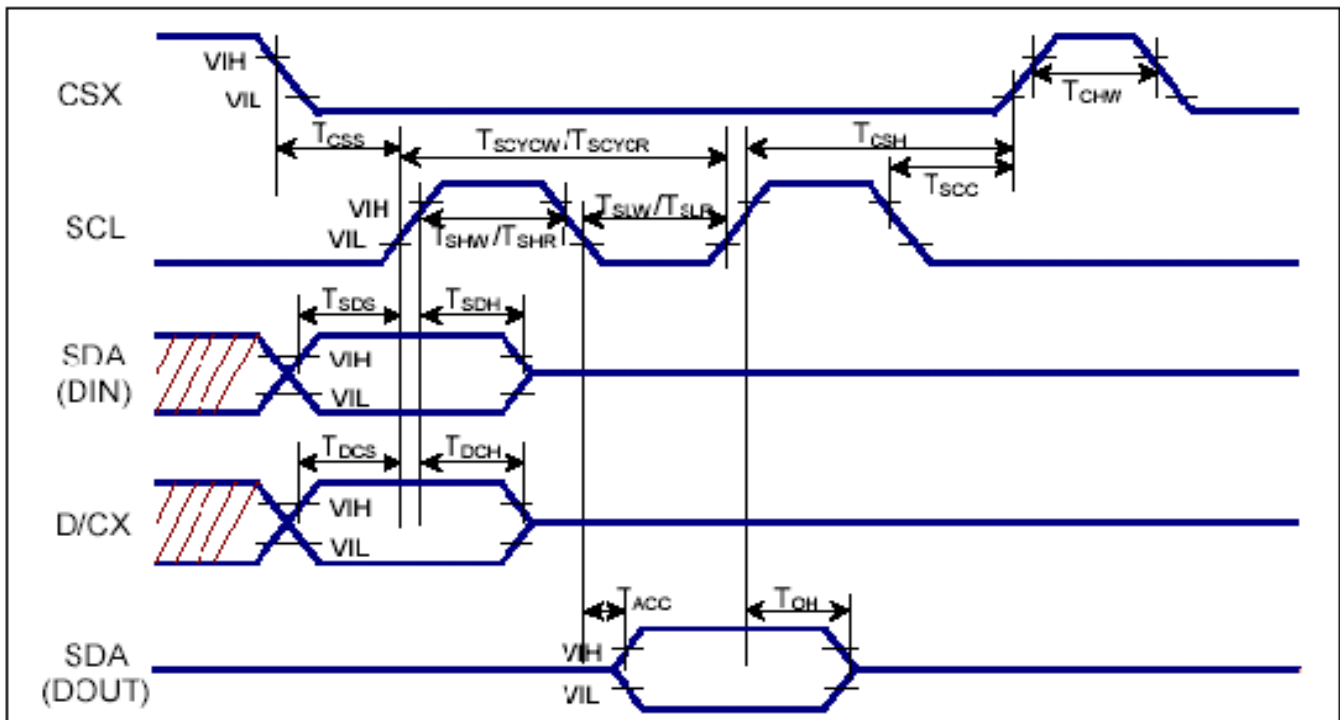 VIH
CSX
VIL
TCHW
TCSS
TSCYCW/TSCYCR
TCSH
TSCC
VIH
TSLW/TSLR
SCL
VIL
TSHW/TSHR
TSDS
TSDH
SDA
(DIN)
VIH
VIL
TDCS
TDCH
D/CX
VIH
VIL
TACC
TOH
SDA
(DOUT)
VIH
VIL